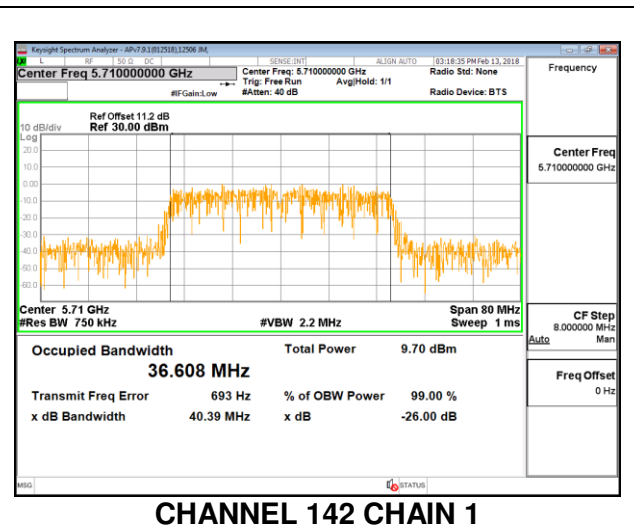 Keysight Spectrum Analyzer - APv7.9.1(012518),12506 JM,
L RF 50 Ω DC SENSE:INT ALIGN AUTO 03:18:35 PM Feb 13, 2018
Center Freq 5.710000000 GHz Center Freq: 5.710000000 GHz Radio Std: None Frequency
Trig: Free Run Avg|Hold: 1/1
#IFGain:Low #Atten: 40 dB Radio Device: BTS
Ref Offset 11.2 dB
10 dB/div Ref 30.00 dBm
Log
20.0
10.0
0.00
-10.0
-20.0
-30.0
-40.0
-50.0
-60.0
Center 5.71 GHz Span 80 MHz
#Res BW 750 kHz #VBW 2.2 MHz Sweep 1 ms
Occupied Bandwidth Total Power 9.70 dBm
36.608 MHz
Transmit Freq Error 693 Hz % of OBW Power 99.00 %
x dB Bandwidth 40.39 MHz x dB -26.00 dB
Center Freq
5.710000000 GHz
CF Step
8.000000 MHz
Auto Man
Freq Offset
0 Hz
MSG STATUS
CHANNEL 142 CHAIN 1